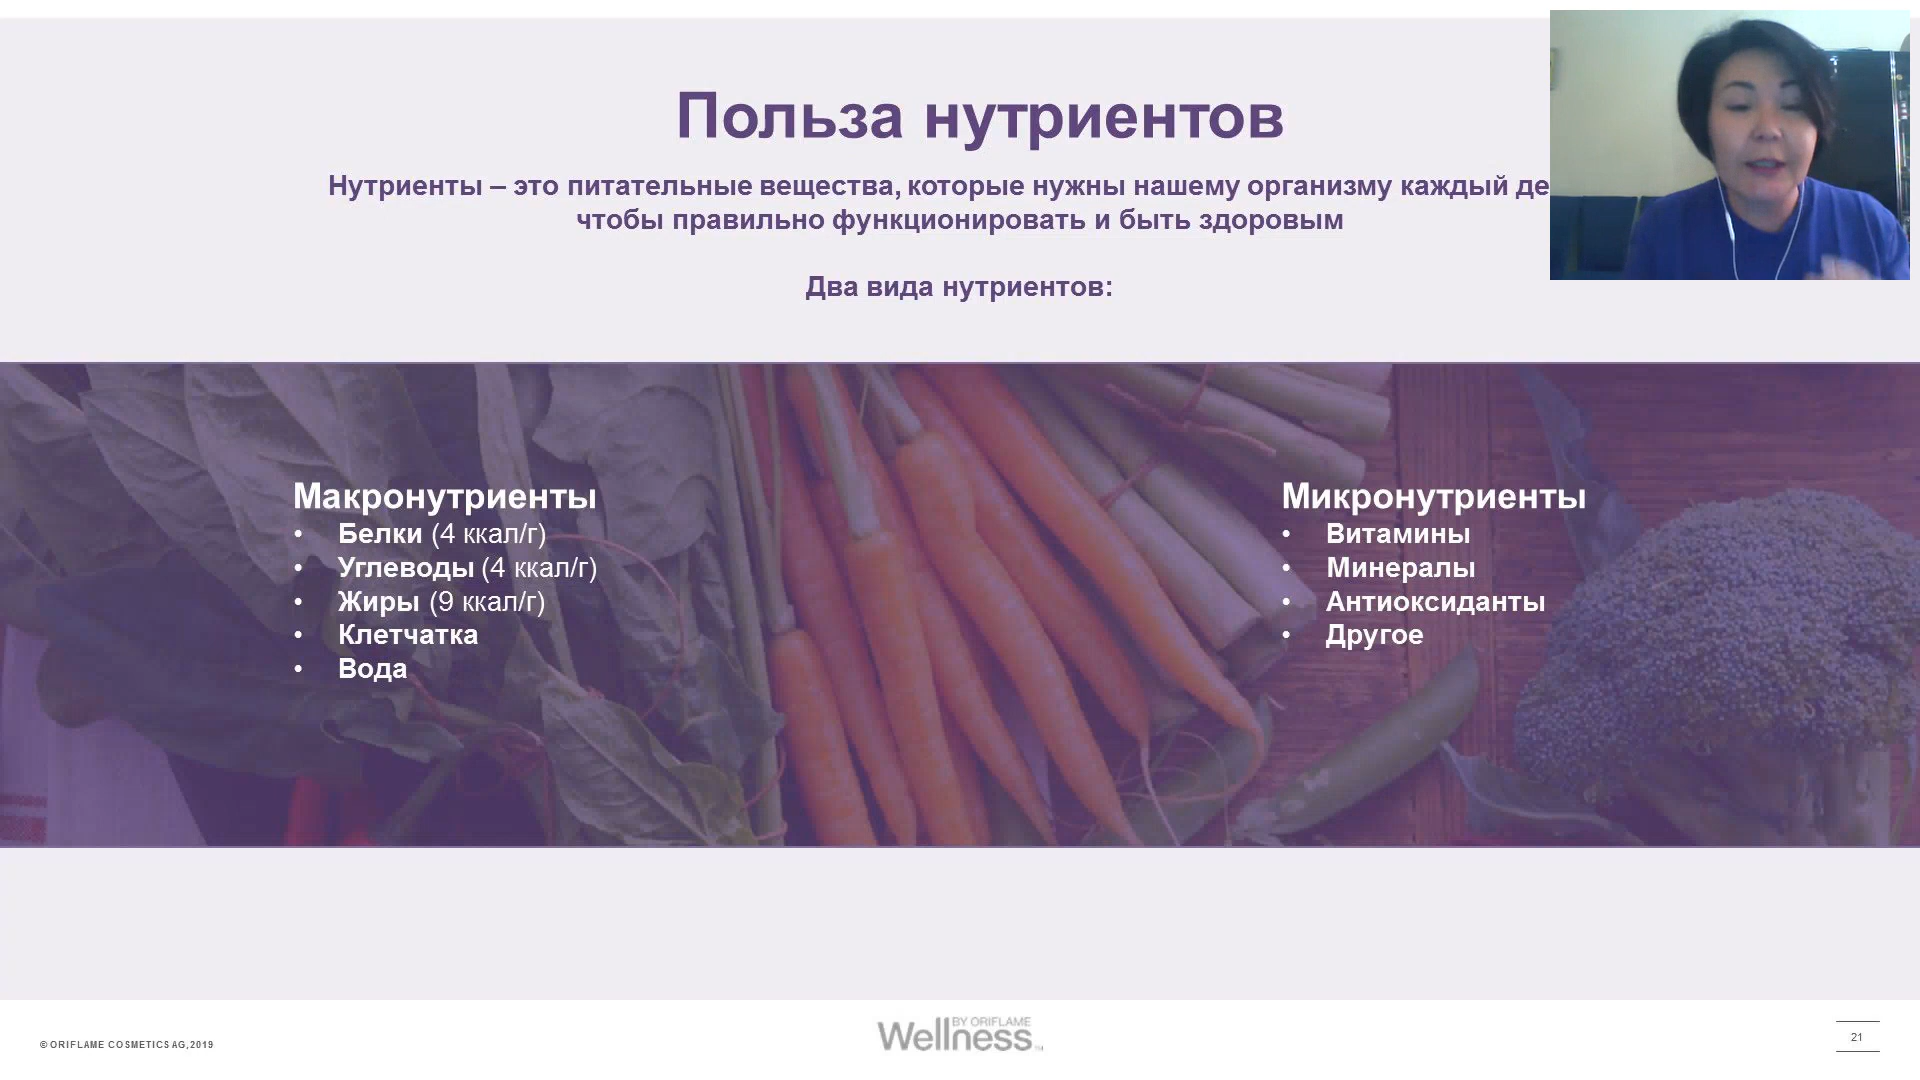 Польза нутриентов
Нутриенты – это питательные вещества, которые нужны нашему организму каждый де
чтобы правильно функционировать и быть здоровым
Два вида нутриентов:
Макронутриенты
• Белки (4 ккал/г)
• Углеводы (4 ккал/г)
• Жиры (9 ккал/г)
• Клетчатка
• Вода
Микронутриенты
• Витамины
• Минералы
• Антиоксиданты
• Другое
© ORIFLAME COSMETICS AG, 2019
BY ORIFLAME
Wellness
21